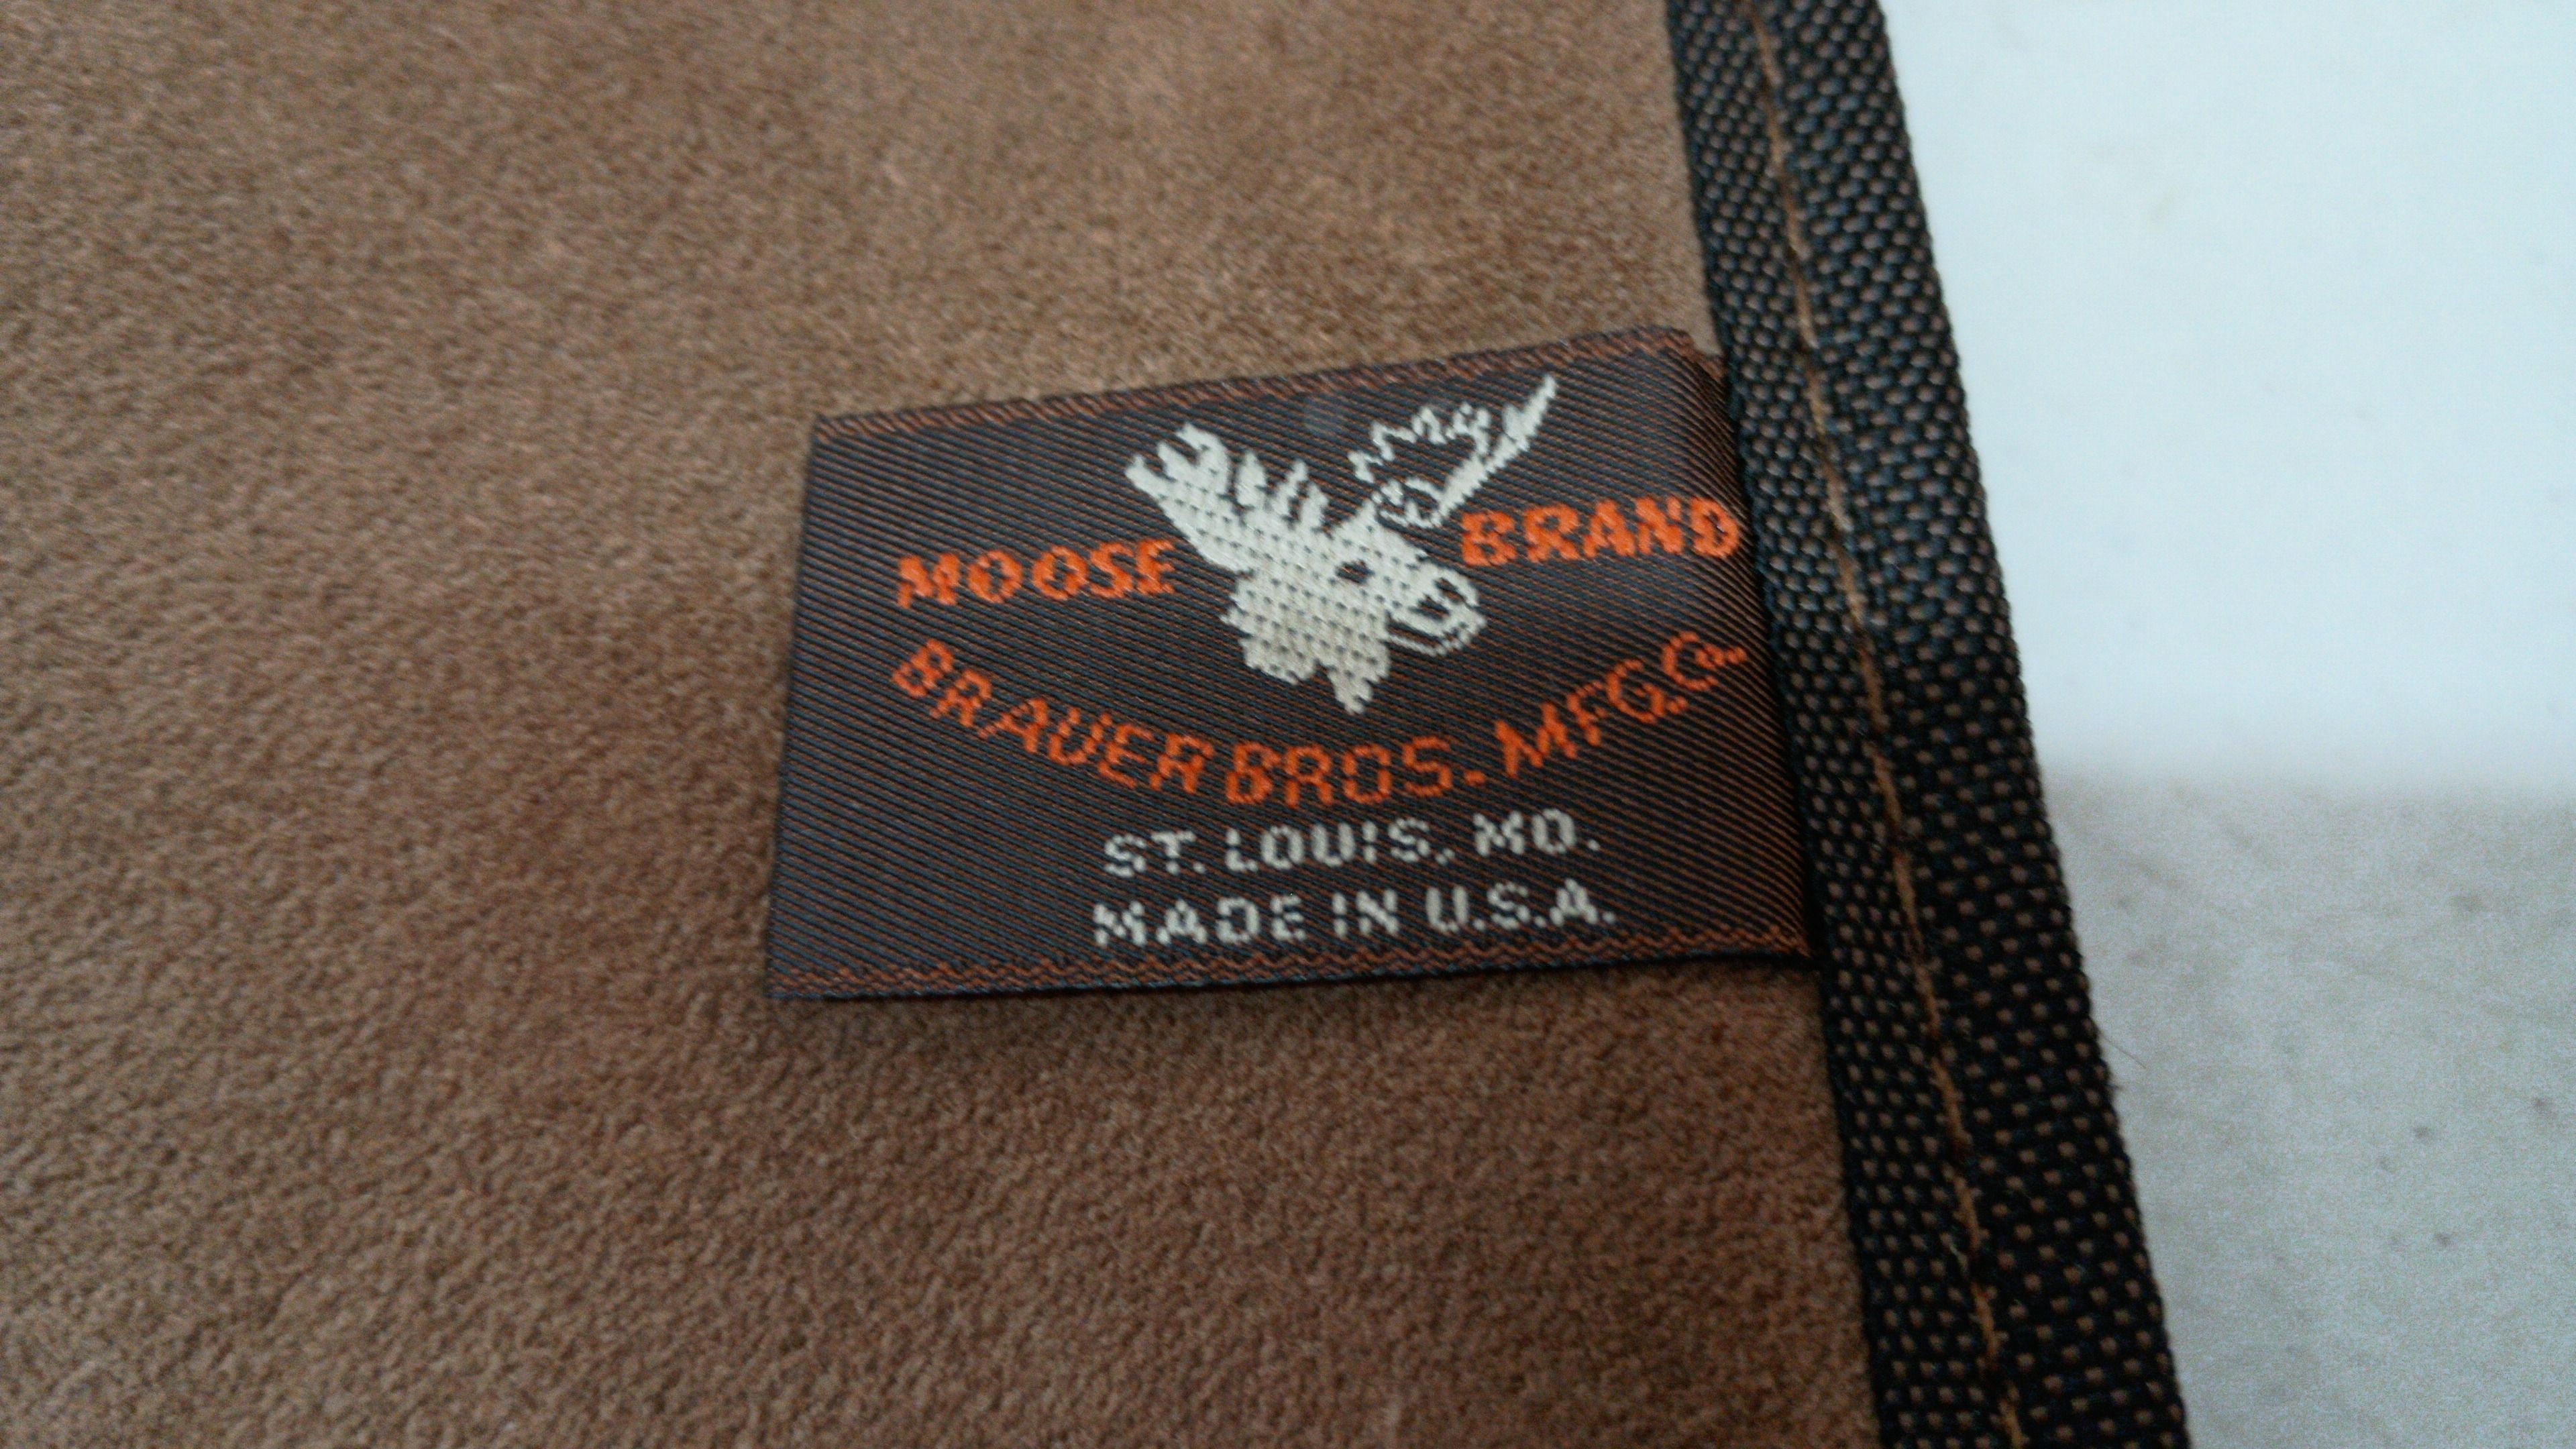 MOOSE BRAND
BRAUER BROS. MFG. Co.
ST. LOUIS, MO.
MADE IN U.S.A.